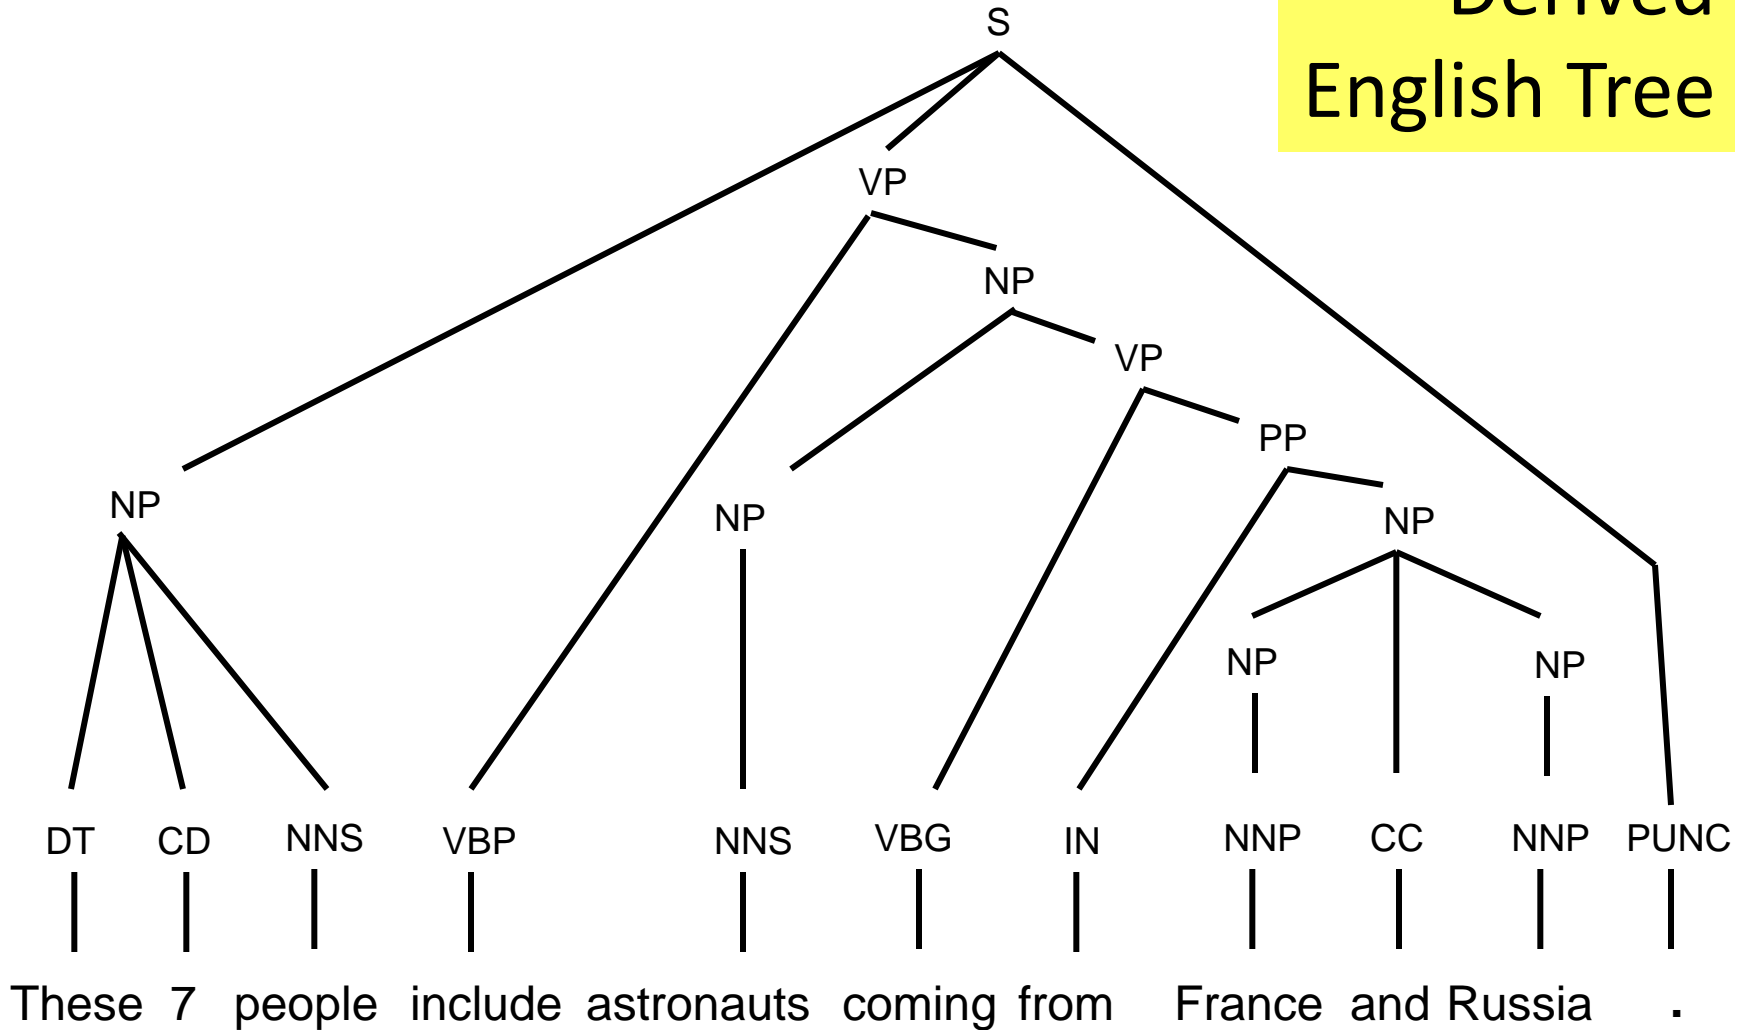 S
Derived
English Tree
VP
NP
VP
PP
NP
NP
NP
NP
NP
DT CD NNS VBP NNS VBG IN NNP CC NNP PUNC
These 7 people include astronauts coming from France and Russia .